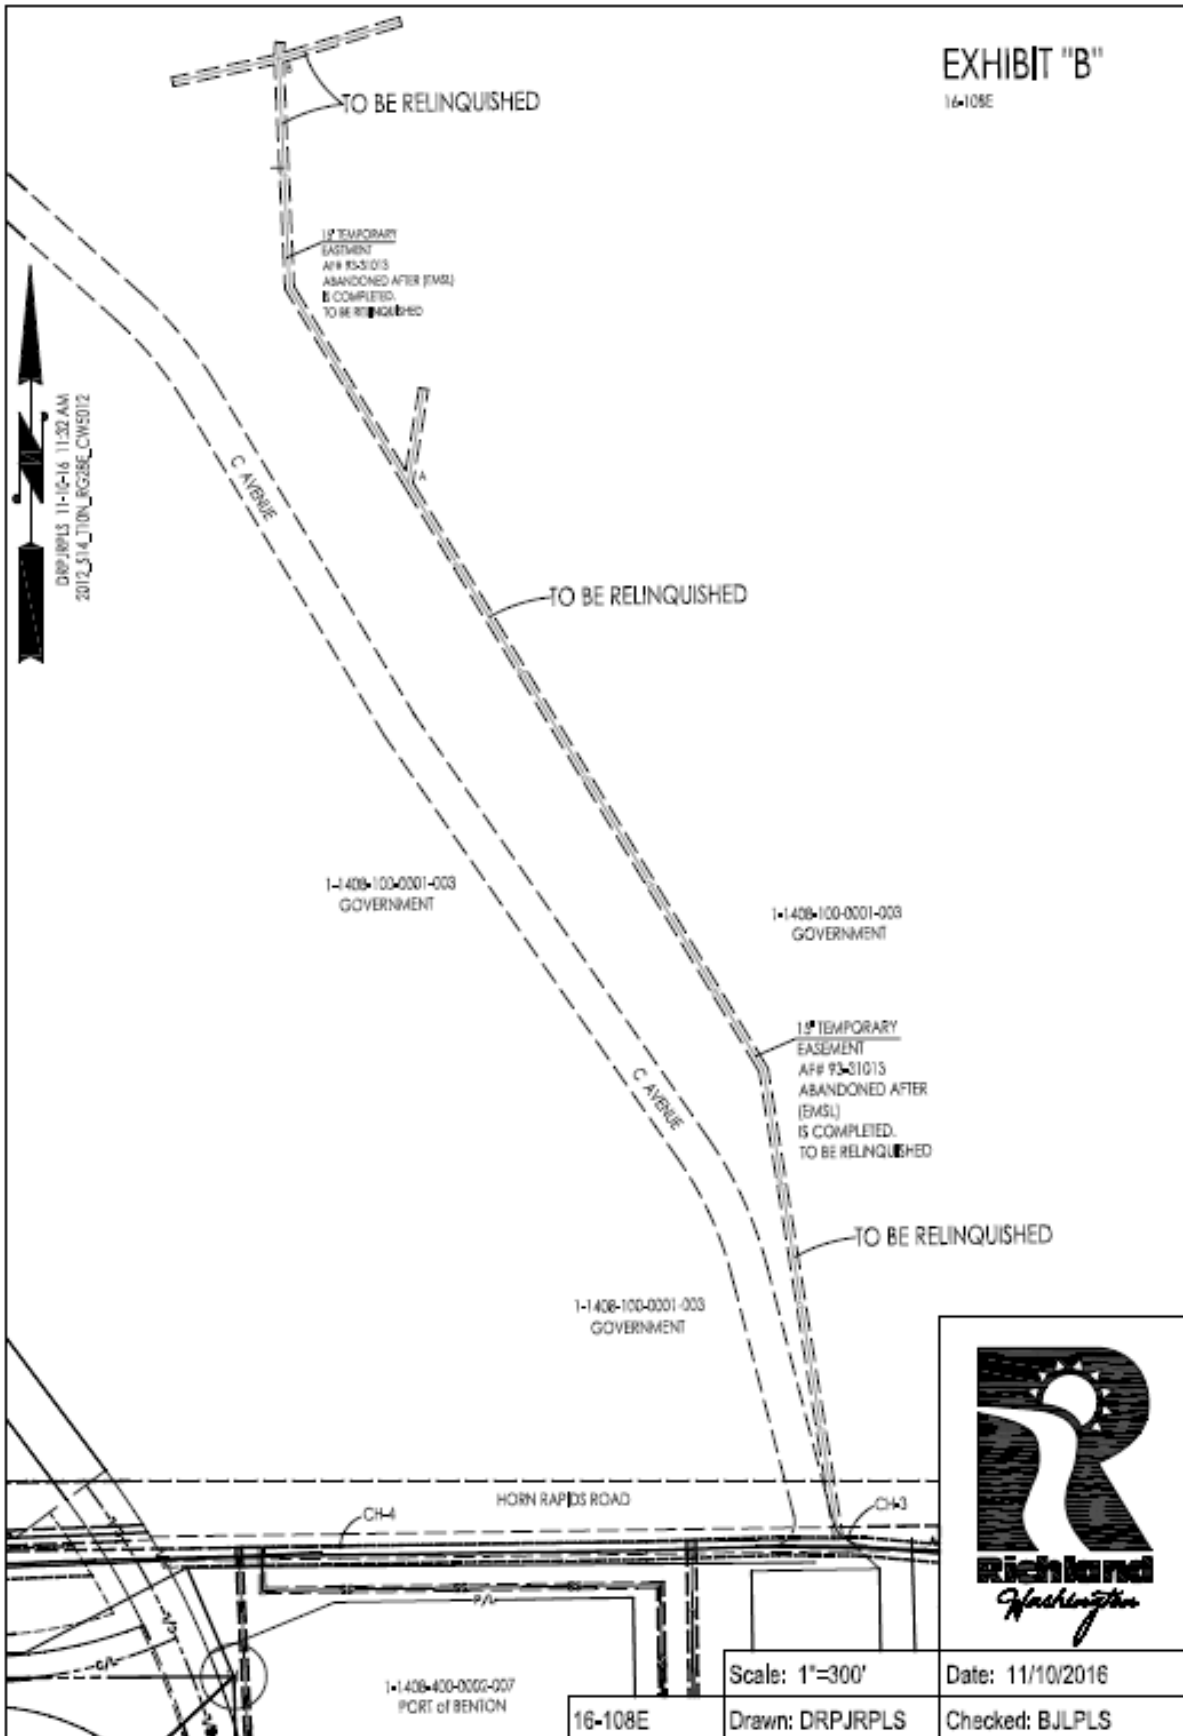 EXHIBIT "B"
16-108E
TO BE RELINQUISHED
15' TEMPORARY
EASTMENT
AF# 93-31013
ABANDONED AFTER (EMSL)
IS COMPLETED.
TO BE RELINQUISHED
DRPJRPLS 11-10-16 11:32 AM
2012_S14_T10N_RG28E_CW5012
C AVENUE
A
TO BE RELINQUISHED
1-1408-100-0001-003
GOVERNMENT
1-1408-100-0001-003
GOVERNMENT
15' TEMPORARY
EASEMENT
AF# 93-31013
ABANDONED AFTER
(EMSL)
IS COMPLETED.
TO BE RELINQUISHED
C AVENUE
TO BE RELINQUISHED
1-1408-100-0001-003
GOVERNMENT
HORN RAPIDS ROAD
CH-4
CH-3
P/L
1-1408-400-0002-007
PORT of BENTON
Richland
Washington
Scale: 1"=300'
Date: 11/10/2016
16-108E
Drawn: DRPJRPLS
Checked: BJLPLS